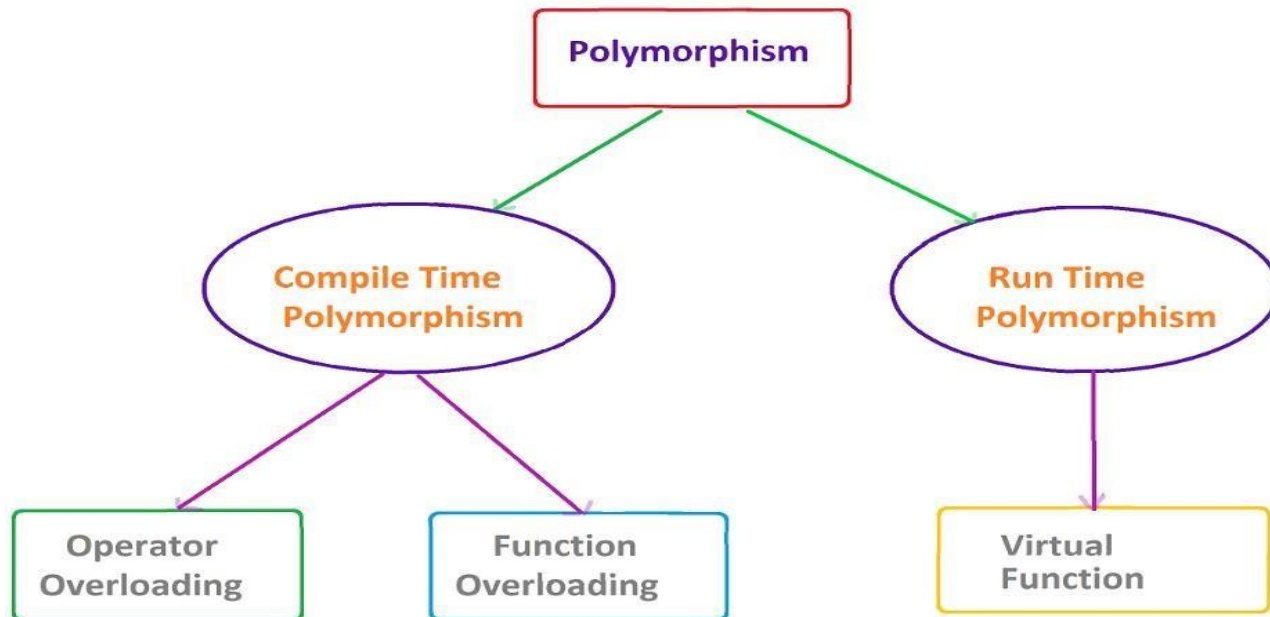 Polymorphism
Compile Time
Polymorphism
Run Time
Polymorphism
Operator
Overloading
Function
Overloading
Virtual
Function